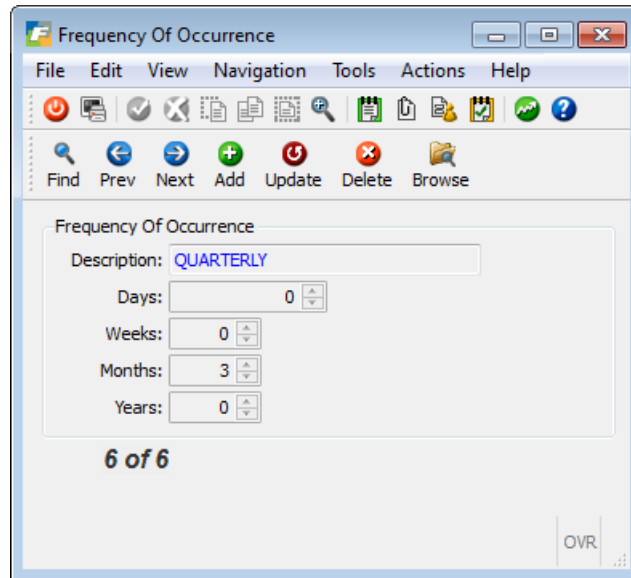 Frequency Of Occurrence
File Edit View Navigation Tools Actions Help
Find Prev Next Add Update Delete Browse
Frequency Of Occurrence
Description: QUARTERLY
Days: 0
Weeks: 0
Months: 3
Years: 0
6 of 6
OVR